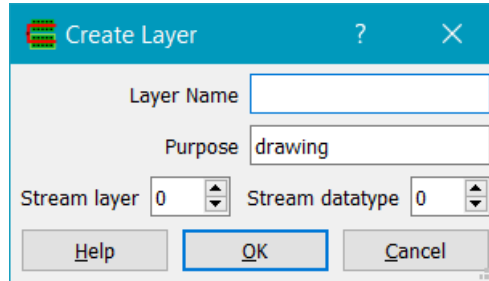 Create Layer ?
Layer Name
Purpose drawing
Stream layer 0 Stream datatype 0
Help OK Cancel